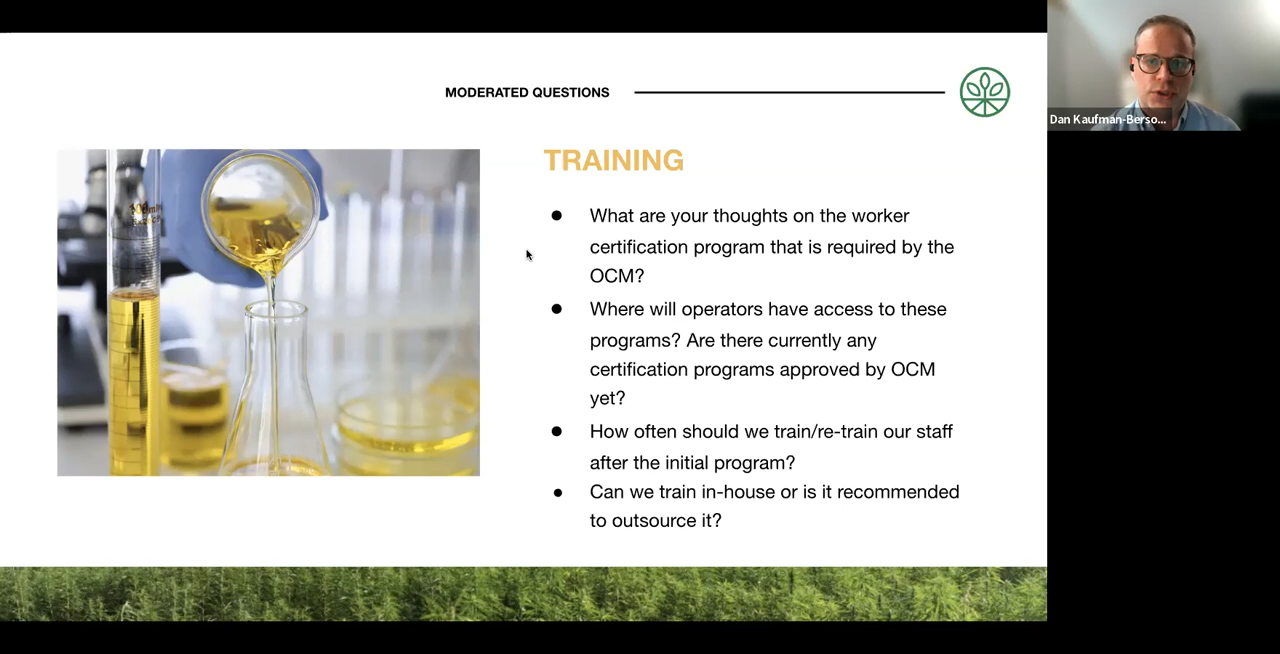 MODERATED QUESTIONS
Dan Kaufman-Berso...
TRAINING
● What are your thoughts on the worker
certification program that is required by the
OCM?
● Where will operators have access to these
programs? Are there currently any
certification programs approved by OCM
yet?
● How often should we train/re-train our staff
after the initial program?
● Can we train in-house or is it recommended
to outsource it?